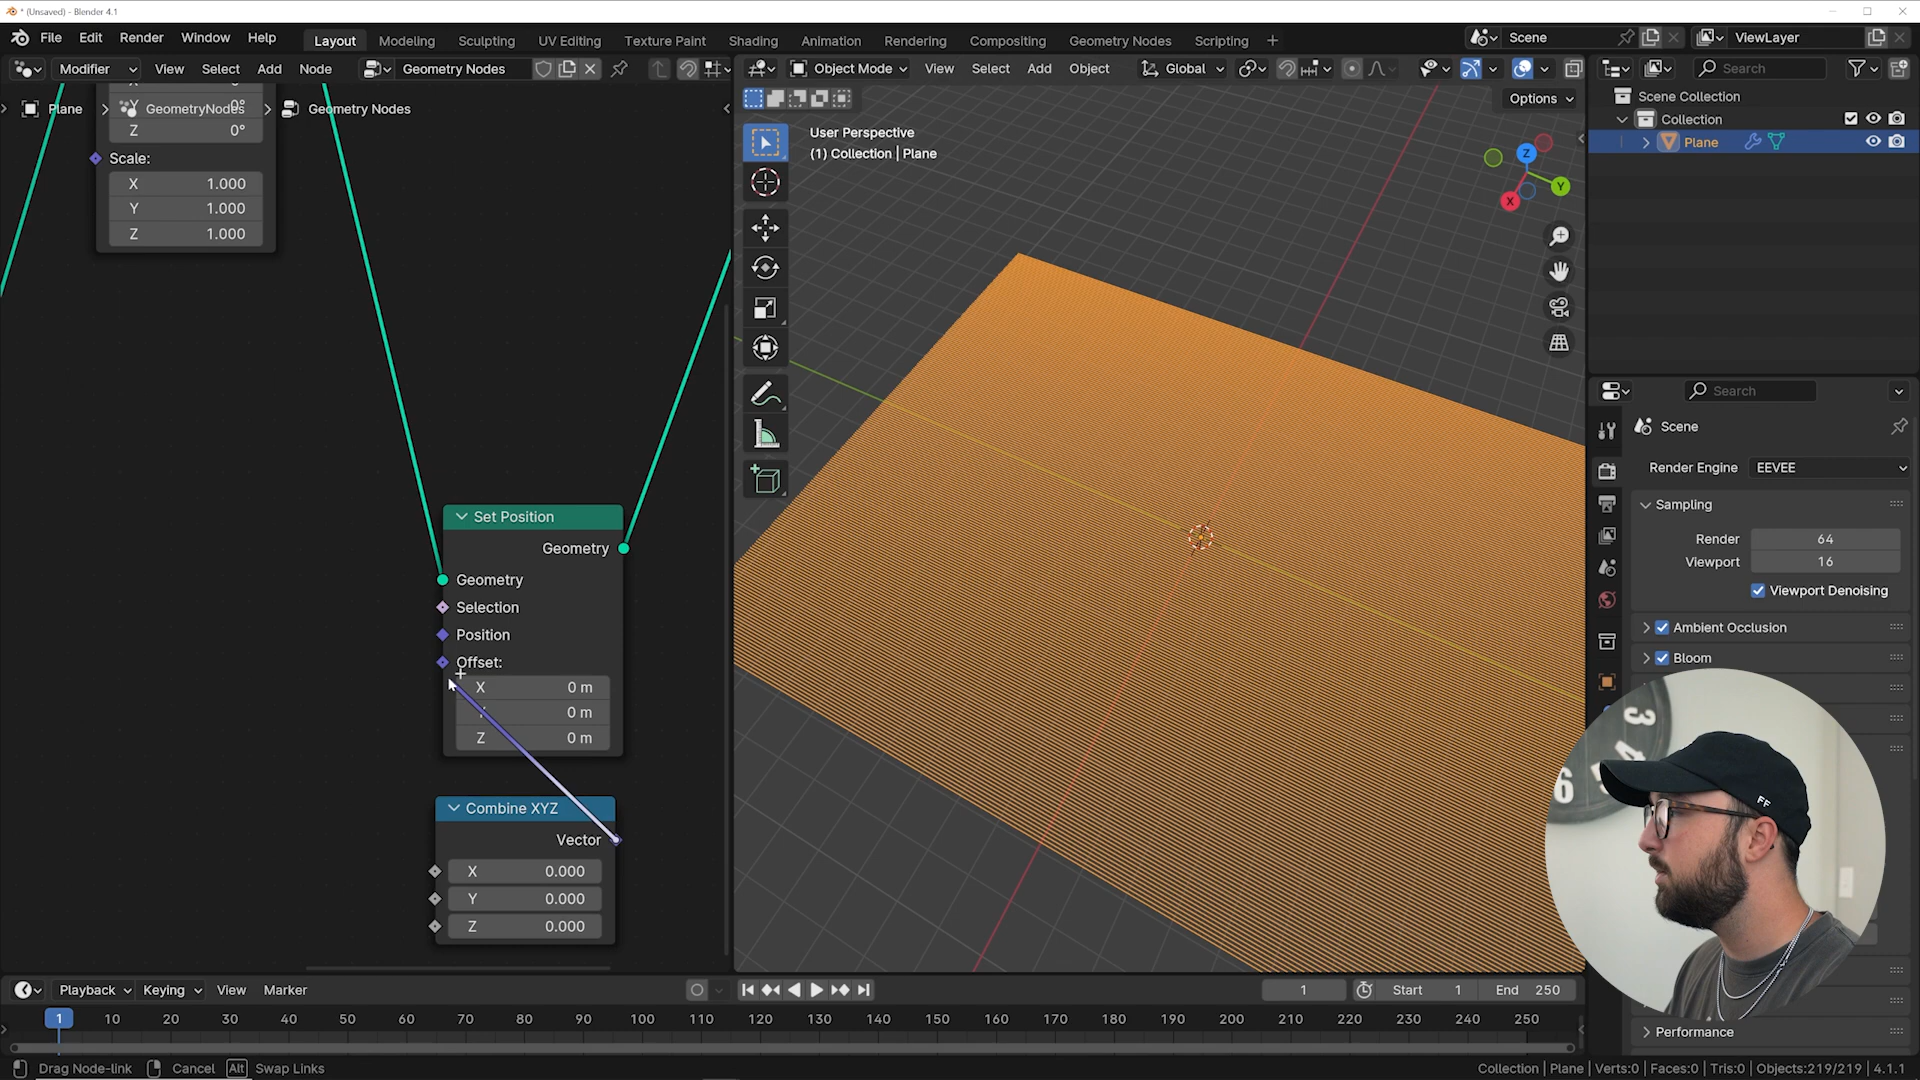 * (Unsaved) - Blender 4.1
File Edit Render Window Help
Layout Modeling Sculpting UV Editing Texture Paint Shading Animation Rendering Compositing Geometry Nodes Scripting +
Scene
ViewLayer
Modifier View Select Add Node
Geometry Nodes
Object Mode View Select Add Object
Global
Search
Options
Plane > GeometryNodes > Geometry Nodes
Y 0°
Z 0°
Scale:
X 1.000
Y 1.000
Z 1.000
Set Position
Geometry
Geometry
Selection
Position
Offset:
X 0 m
0 m
Z 0 m
Combine XYZ
Vector
X 0.000
Y 0.000
Z 0.000
User Perspective
(1) Collection | Plane
Z
Y
X
Scene Collection
Collection
Plane
Search
Scene
Render Engine EEVEE
Sampling
Render 64
Viewport 16
Viewport Denoising
Ambient Occlusion
Bloom
Performance
3
4
6
FF
Playback Keying View Marker
1
Start 1
End 250
1 10 20 30 40 50 60 70 80 90 100 110 120 130 140 150 160 170 180 190 200 210 220 230 240 250
Drag Node-link Cancel Alt Swap Links
Collection | Plane | Verts:0 | Faces:0 | Tris:0 | Objects:219/219 | 4.1.1